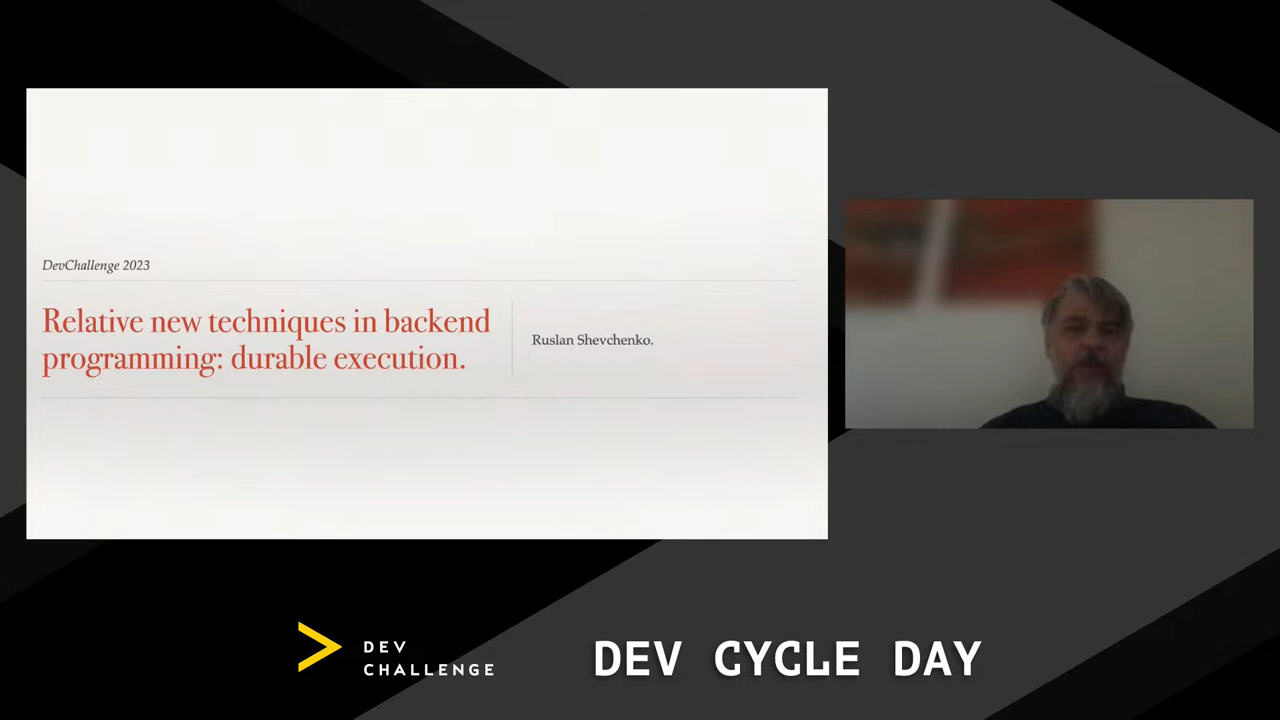 DevChallenge 2023
Relative new techniques in backend
programming: durable execution.
Ruslan Shevchenko.
DEV
CHALLENGE
DEV CYCLE DAY